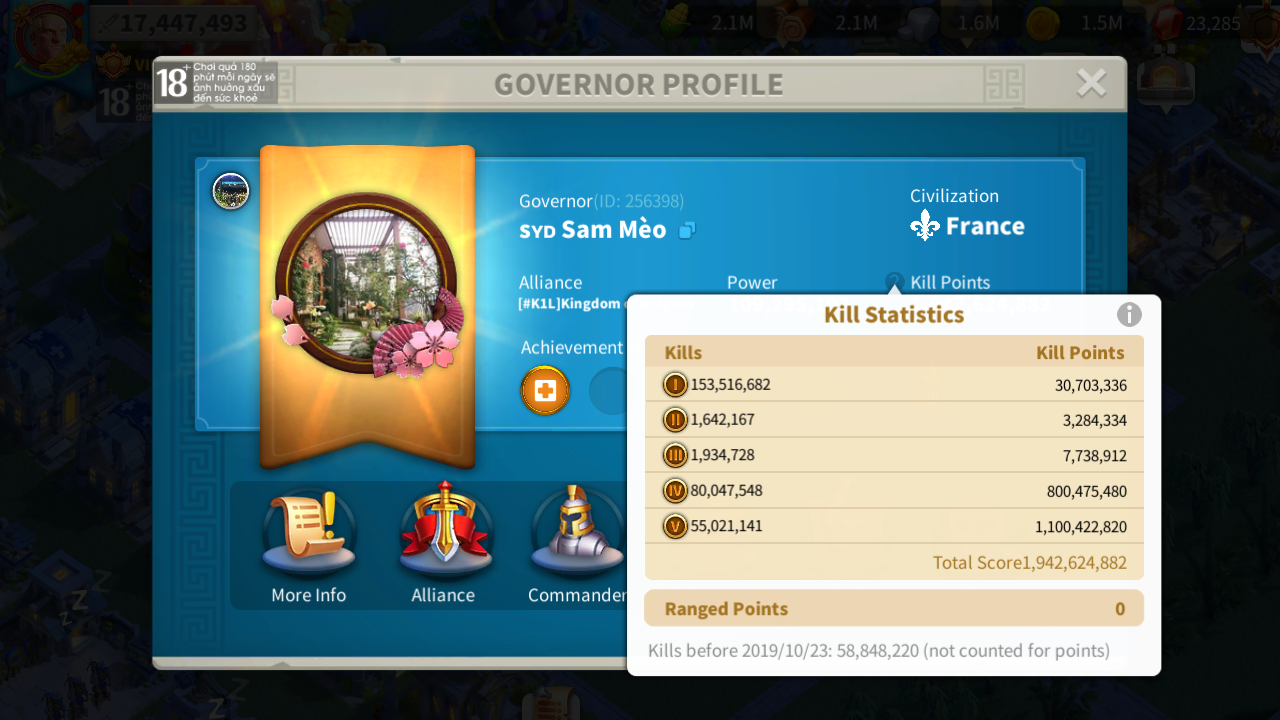 17,447,493
2.1M
2.1M
1.6M
1.5M
23,285
18+
Chơi quá 180
phút mỗi ngày sẽ
ảnh hưởng xấu
đến sức khoẻ
GOVERNOR PROFILE
18
Governor(ID: 256398)
SYD Sam Mèo
Civilization
France
Alliance
[#K1L]Kingdom
Power
Kill Points
Achievement
Kill Statistics
Kills Kill Points
I 153,516,682 30,703,336
II 1,642,167 3,284,334
III 1,934,728 7,738,912
IV 80,047,548 800,475,480
V 55,021,141 1,100,422,820
Total Score1,942,624,882
Ranged Points 0
Kills before 2019/10/23: 58,848,220 (not counted for points)
More Info
Alliance
Commander